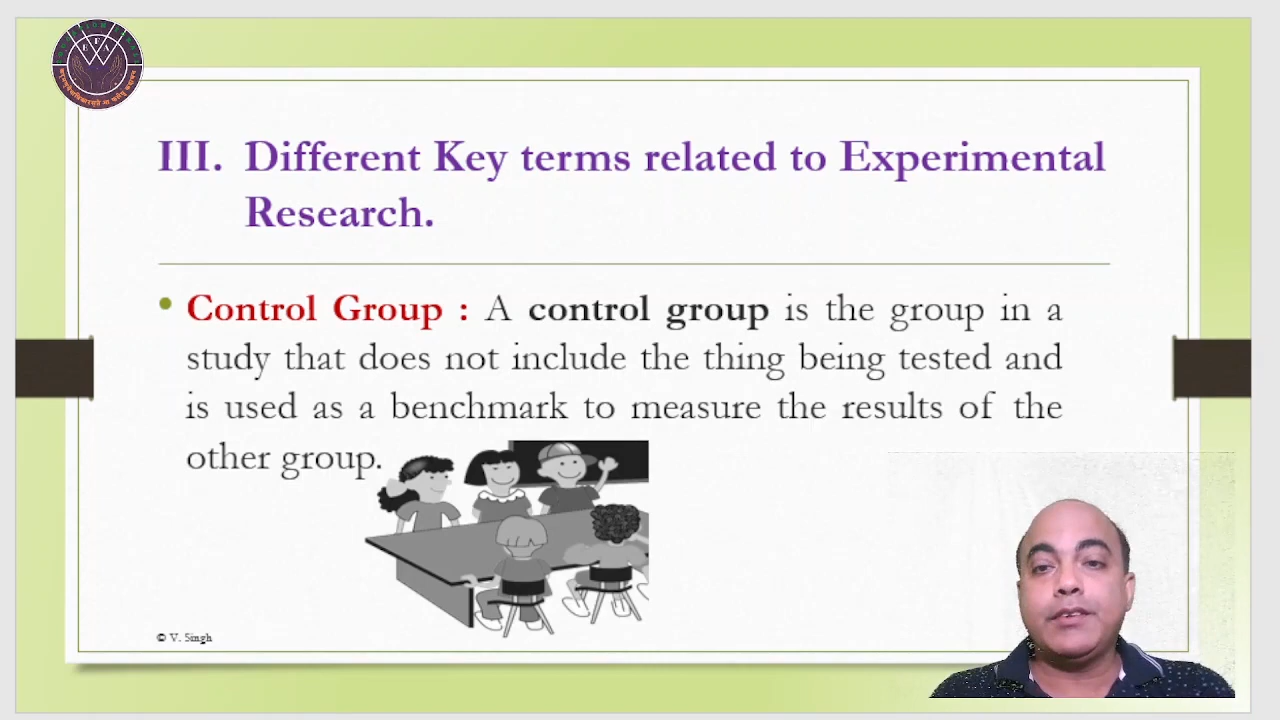 E F A
III. Different Key terms related to Experimental
Research.
• Control Group : A control group is the group in a
study that does not include the thing being tested and
is used as a benchmark to measure the results of the
other group.
© V. Singh